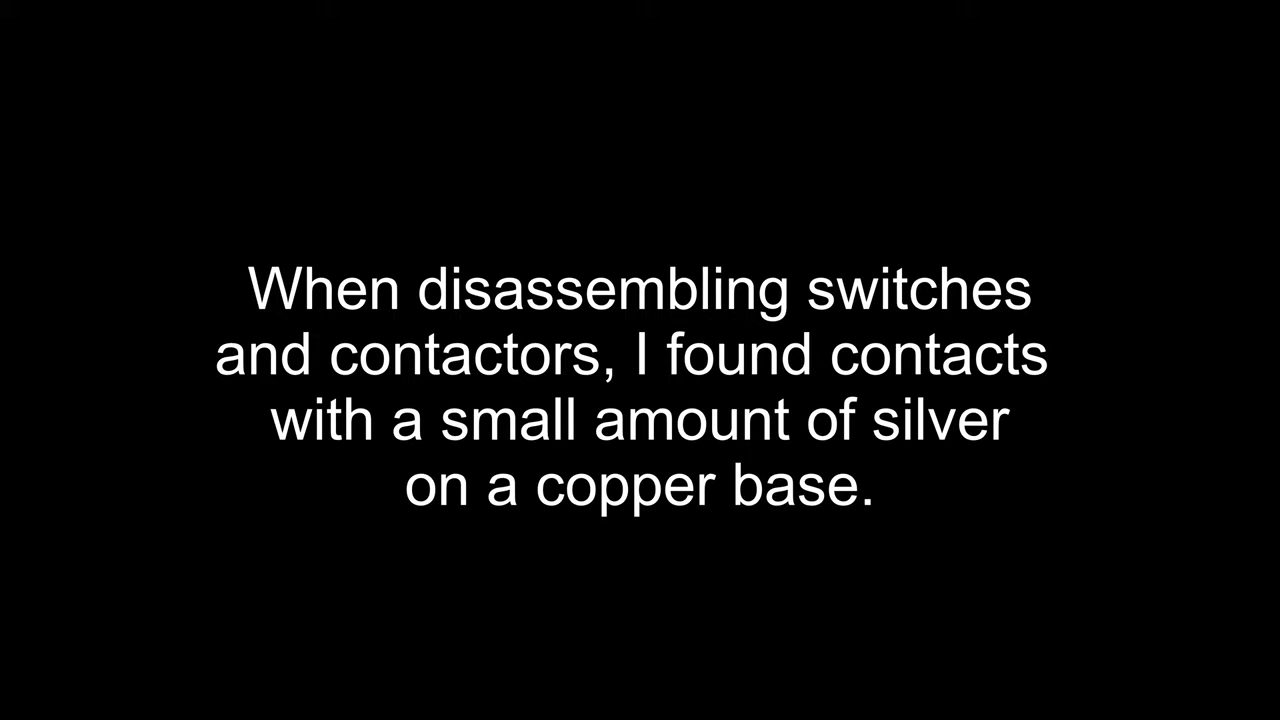 When disassembling switches
and contactors, I found contacts
with a small amount of silver
on a copper base.